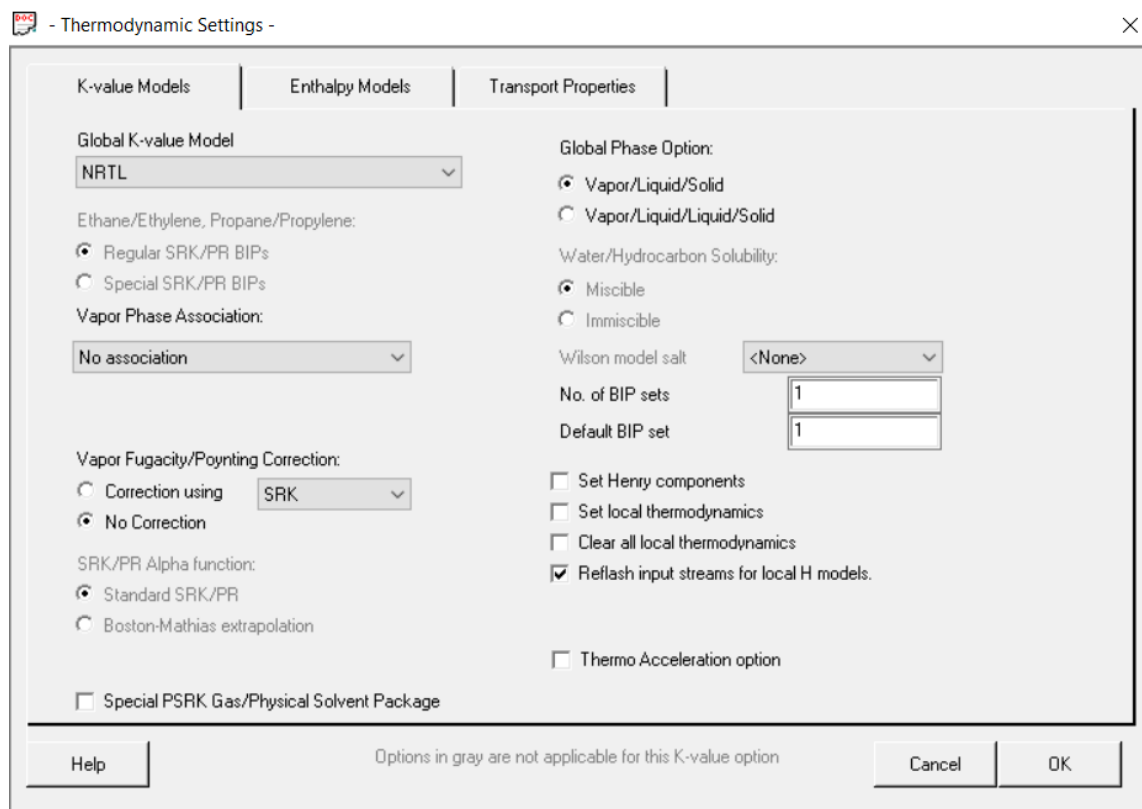 DOC
- Thermodynamic Settings -
K-value Models
Enthalpy Models
Transport Properties
Global K-value Model
NRTL
Ethane/Ethylene, Propane/Propylene:
Regular SRK/PR BIPs
Special SRK/PR BIPs
Vapor Phase Association:
No association
Vapor Fugacity/Poynting Correction:
Correction using
SRK
No Correction
SRK/PR Alpha function:
Standard SRK/PR
Boston-Mathias extrapolation
Special PSRK Gas/Physical Solvent Package
Global Phase Option:
Vapor/Liquid/Solid
Vapor/Liquid/Liquid/Solid
Water/Hydrocarbon Solubility:
Miscible
Immiscible
Wilson model salt
<None>
No. of BIP sets
1
Default BIP set
1
Set Henry components
Set local thermodynamics
Clear all local thermodynamics
Reflash input streams for local H models.
Thermo Acceleration option
Help
Options in gray are not applicable for this K-value option
Cancel
OK